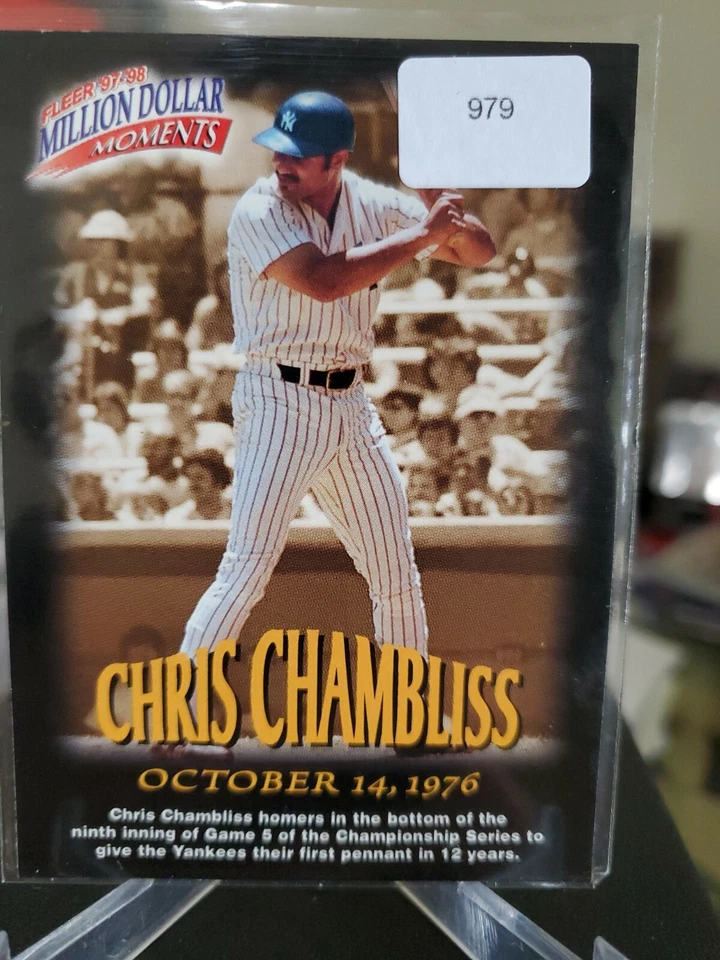 FLEER '97-98
MILLION DOLLAR
MOMENTS
979
NY
CHRIS CHAMBLISS
OCTOBER 14, 1976
Chris Chambliss homers in the bottom of the
ninth inning of Game 5 of the Championship Series to
give the Yankees their first pennant in 12 years.